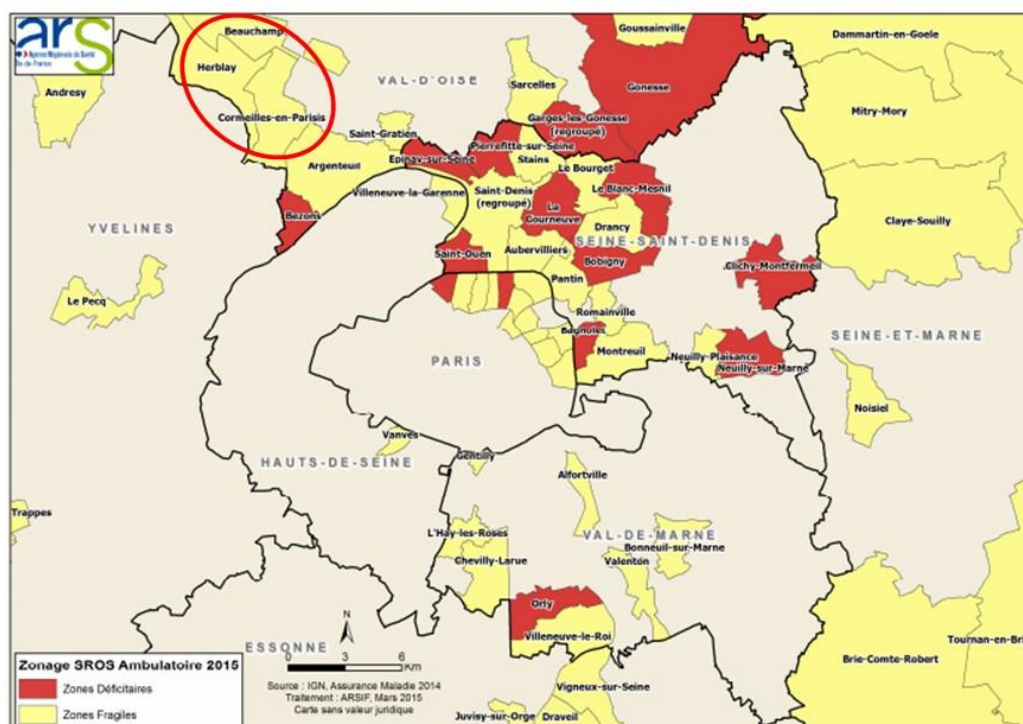 ars
Agence Régionale de Santé
Ile-de-France
Beauchamp
Goussainville
Dammartin-en-Goele
Herblay
Andresy
VAL-D'OISE
Sarcelles
Gonesse
Mitry-Mory
Cormeilles-en-Parisis
Garges-les-Gonesse
(regroupé)
Saint-Gratien
Pierrefitte-sur-Seine
Epinay-sur-Seine
Stains
Argenteuil
Le Bourget
Villeneuve-la-Garenne
Saint-Denis
(regroupé)
Le Blanc-Mesnil
Bezons
La
Courneuve
Drancy
Claye-Souilly
YVELINES
SEINE-SAINT-DENIS
Saint-Ouen
Aubervilliers
Bobigny
Clichy-Montfermeil
Pantin
Le Pecq
Romainville
Bagnolet
SEINE-ET-MARNE
PARIS
Montreuil
Neuilly-Plaisance
Neuilly-sur-Marne
Noisiel
Vanves
HAUTS-DE-SEINE
Gentilly
Alfortville
Trappes
L'Hay-les-Roses
VAL-DE-MARNE
Bonneuil-sur-Marne
Chevilly-Larue
Valenton
Orly
N
Villeneuve-le-Roi
ESSONNE
Tournan-en-Bri
Brie-Comte-Robert
Zonage SROS Ambulatoire 2015
0 3 6
Km
Zones Déficitaires
Source : IGN, Assurance Maladie 2014
Traitement : ARSIF, Mars 2015
Carte sans valeur juridique
Vigneux-sur-Seine
Zones Fragiles
Juvisy-sur-Orge
Draveil